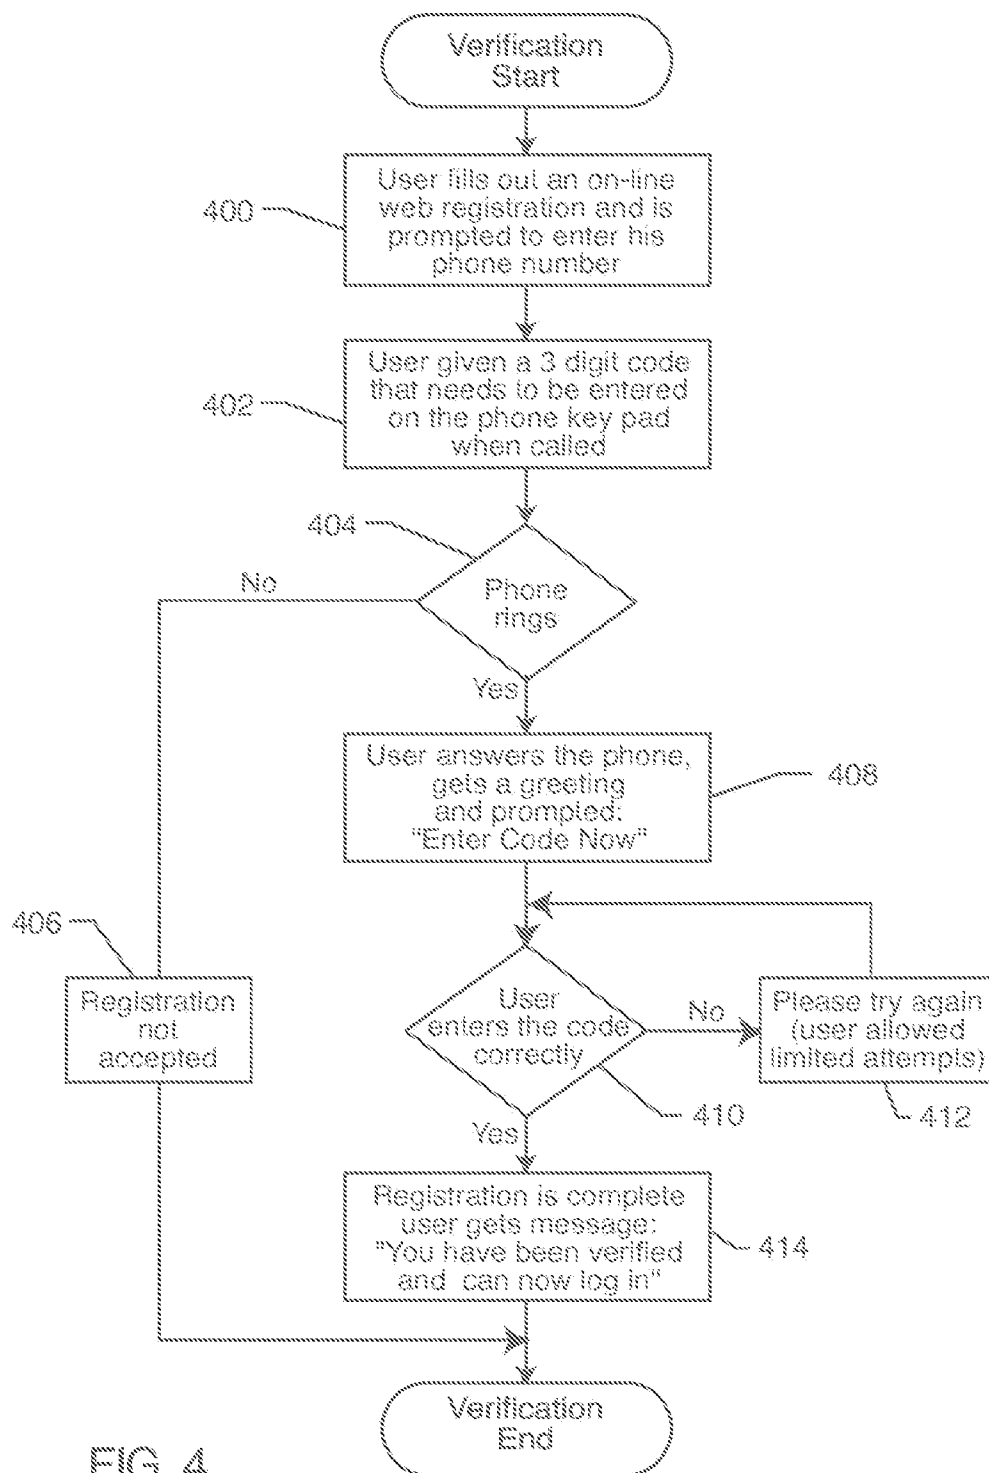 Verification
Start
400
User fills out an on-line
web registration and is
prompted to enter his
phone number
402
User given a 3 digit code
that needs to be entered
on the phone key pad
when called
404
No
Phone
rings
Yes
User answers the phone,
gets a greeting
and prompted:
"Enter Code Now"
408
406
Registration
not
accepted
User
enters the code
correctly
No
Please try again
(user allowed
limited attempts)
410
412
Yes
Registration is complete
user gets message:
"You have been verified
and can now log in"
414
Verification
End
FIG. 4